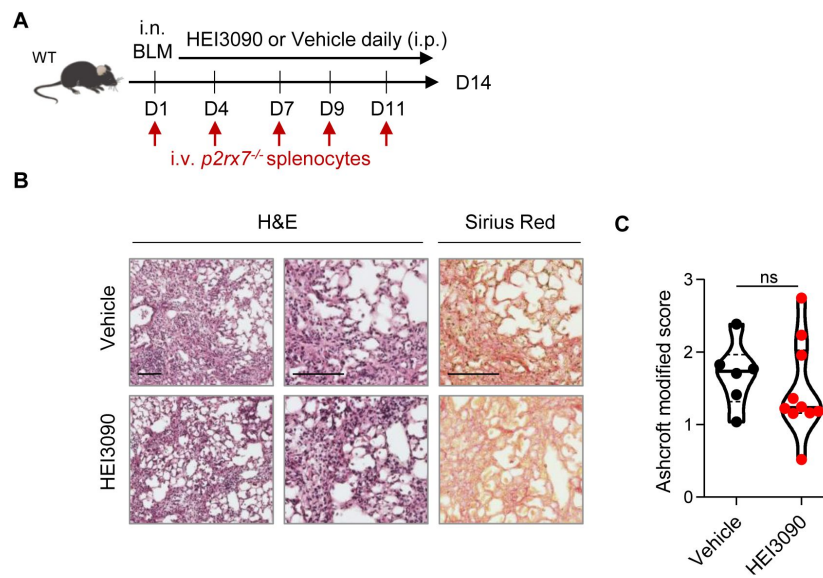 A
i.n.
BLM
HEI3090 or Vehicle daily (i.p.)
WT
D14
D1 D4 D7 D9 D11
i.v. p2rx7-/- splenocytes
B
H&E Sirius Red
Vehicle
HEI3090
C
ns
Ashcroft modified score
3
2
1
0
Vehicle HEI3090